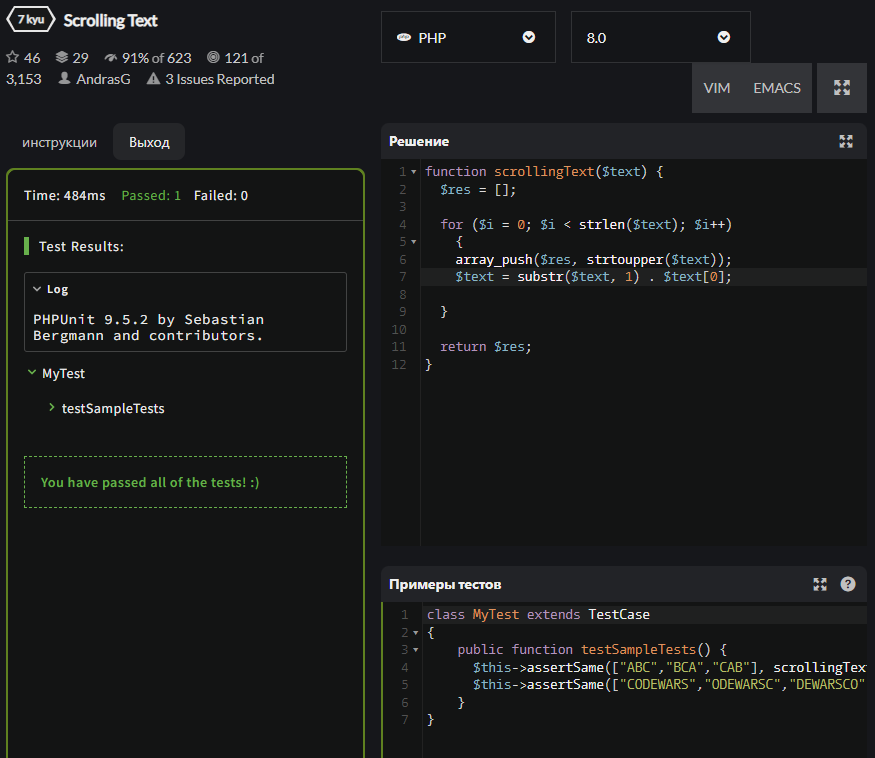 7 kyu Scrolling Text
46 29 91% of 623 121 of
3,153 AndrasG 3 Issues Reported
инструкции Выход
Time: 484ms Passed: 1 Failed: 0
Test Results:
Log
PHPUnit 9.5.2 by Sebastian
Bergmann and contributors.
MyTest
testSampleTests
You have passed all of the tests! :)
php PHP 8.0
VIM EMACS
Решение
1 function scrollingText($text) {
2 $res = [];
3
4 for ($i = 0; $i < strlen($text); $i++)
5 {
6 array_push($res, strtoupper($text));
7 $text = substr($text, 1) . $text[0];
8
9 }
10
11 return $res;
12 }
Примеры тестов ?
1 class MyTest extends TestCase
2 {
3 public function testSampleTests() {
4 $this->assertSame(["ABC","BCA","CAB"], scrollingTex
5 $this->assertSame(["CODEWARS","ODEWARSC","DEWARSCO"
6 }
7 }